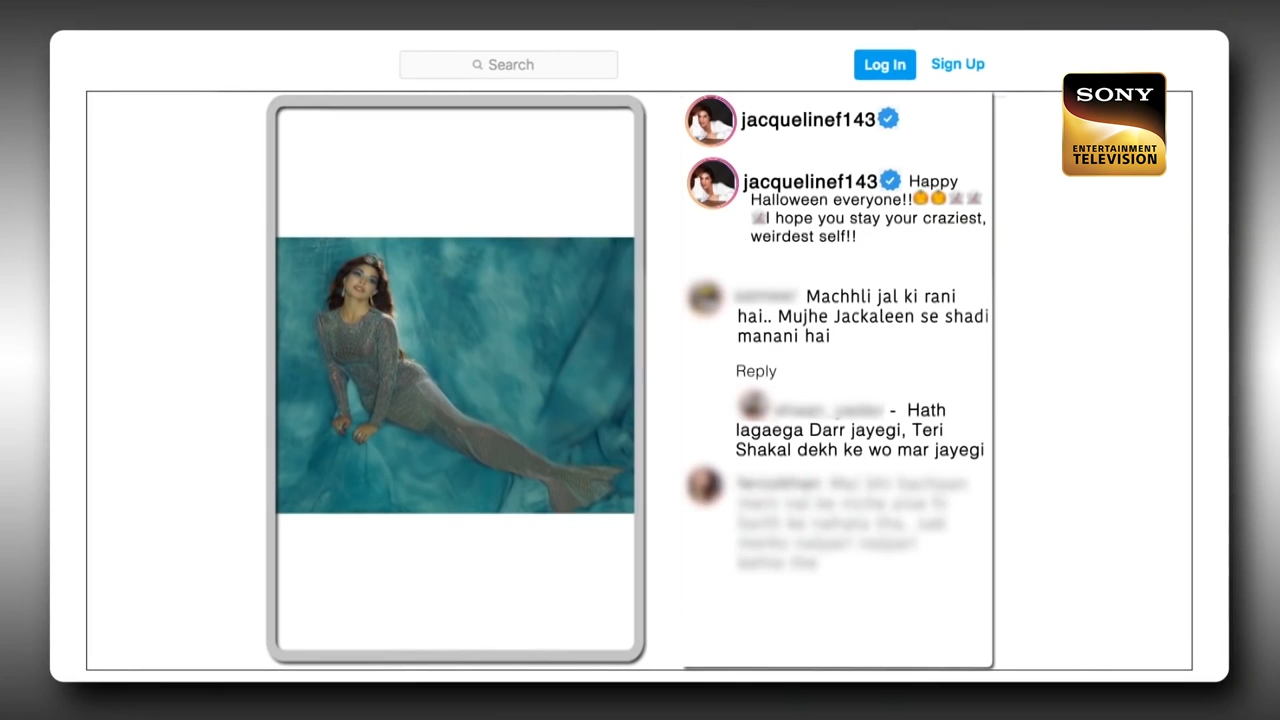 Search
Log In
Sign Up
SONY
ENTERTAINMENT
TELEVISION
jacquelinef143
jacquelinef143 Happy
Halloween everyone!!🎃🎃🕸🕸
🕸I hope you stay your craziest,
weirdest self!!
Machhli jal ki rani
hai.. Mujhe Jackaleen se shadi
manani hai
Reply
- Hath
lagaega Darr jayegi, Teri
Shakal dekh ke wo mar jayegi